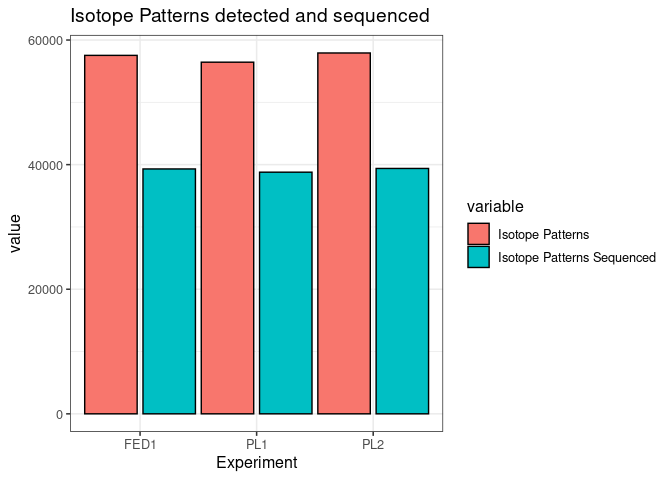 Isotope Patterns detected and sequenced
60000
40000
20000
0
value
FED1 PL1 PL2
Experiment
variable
Isotope Patterns
Isotope Patterns Sequenced